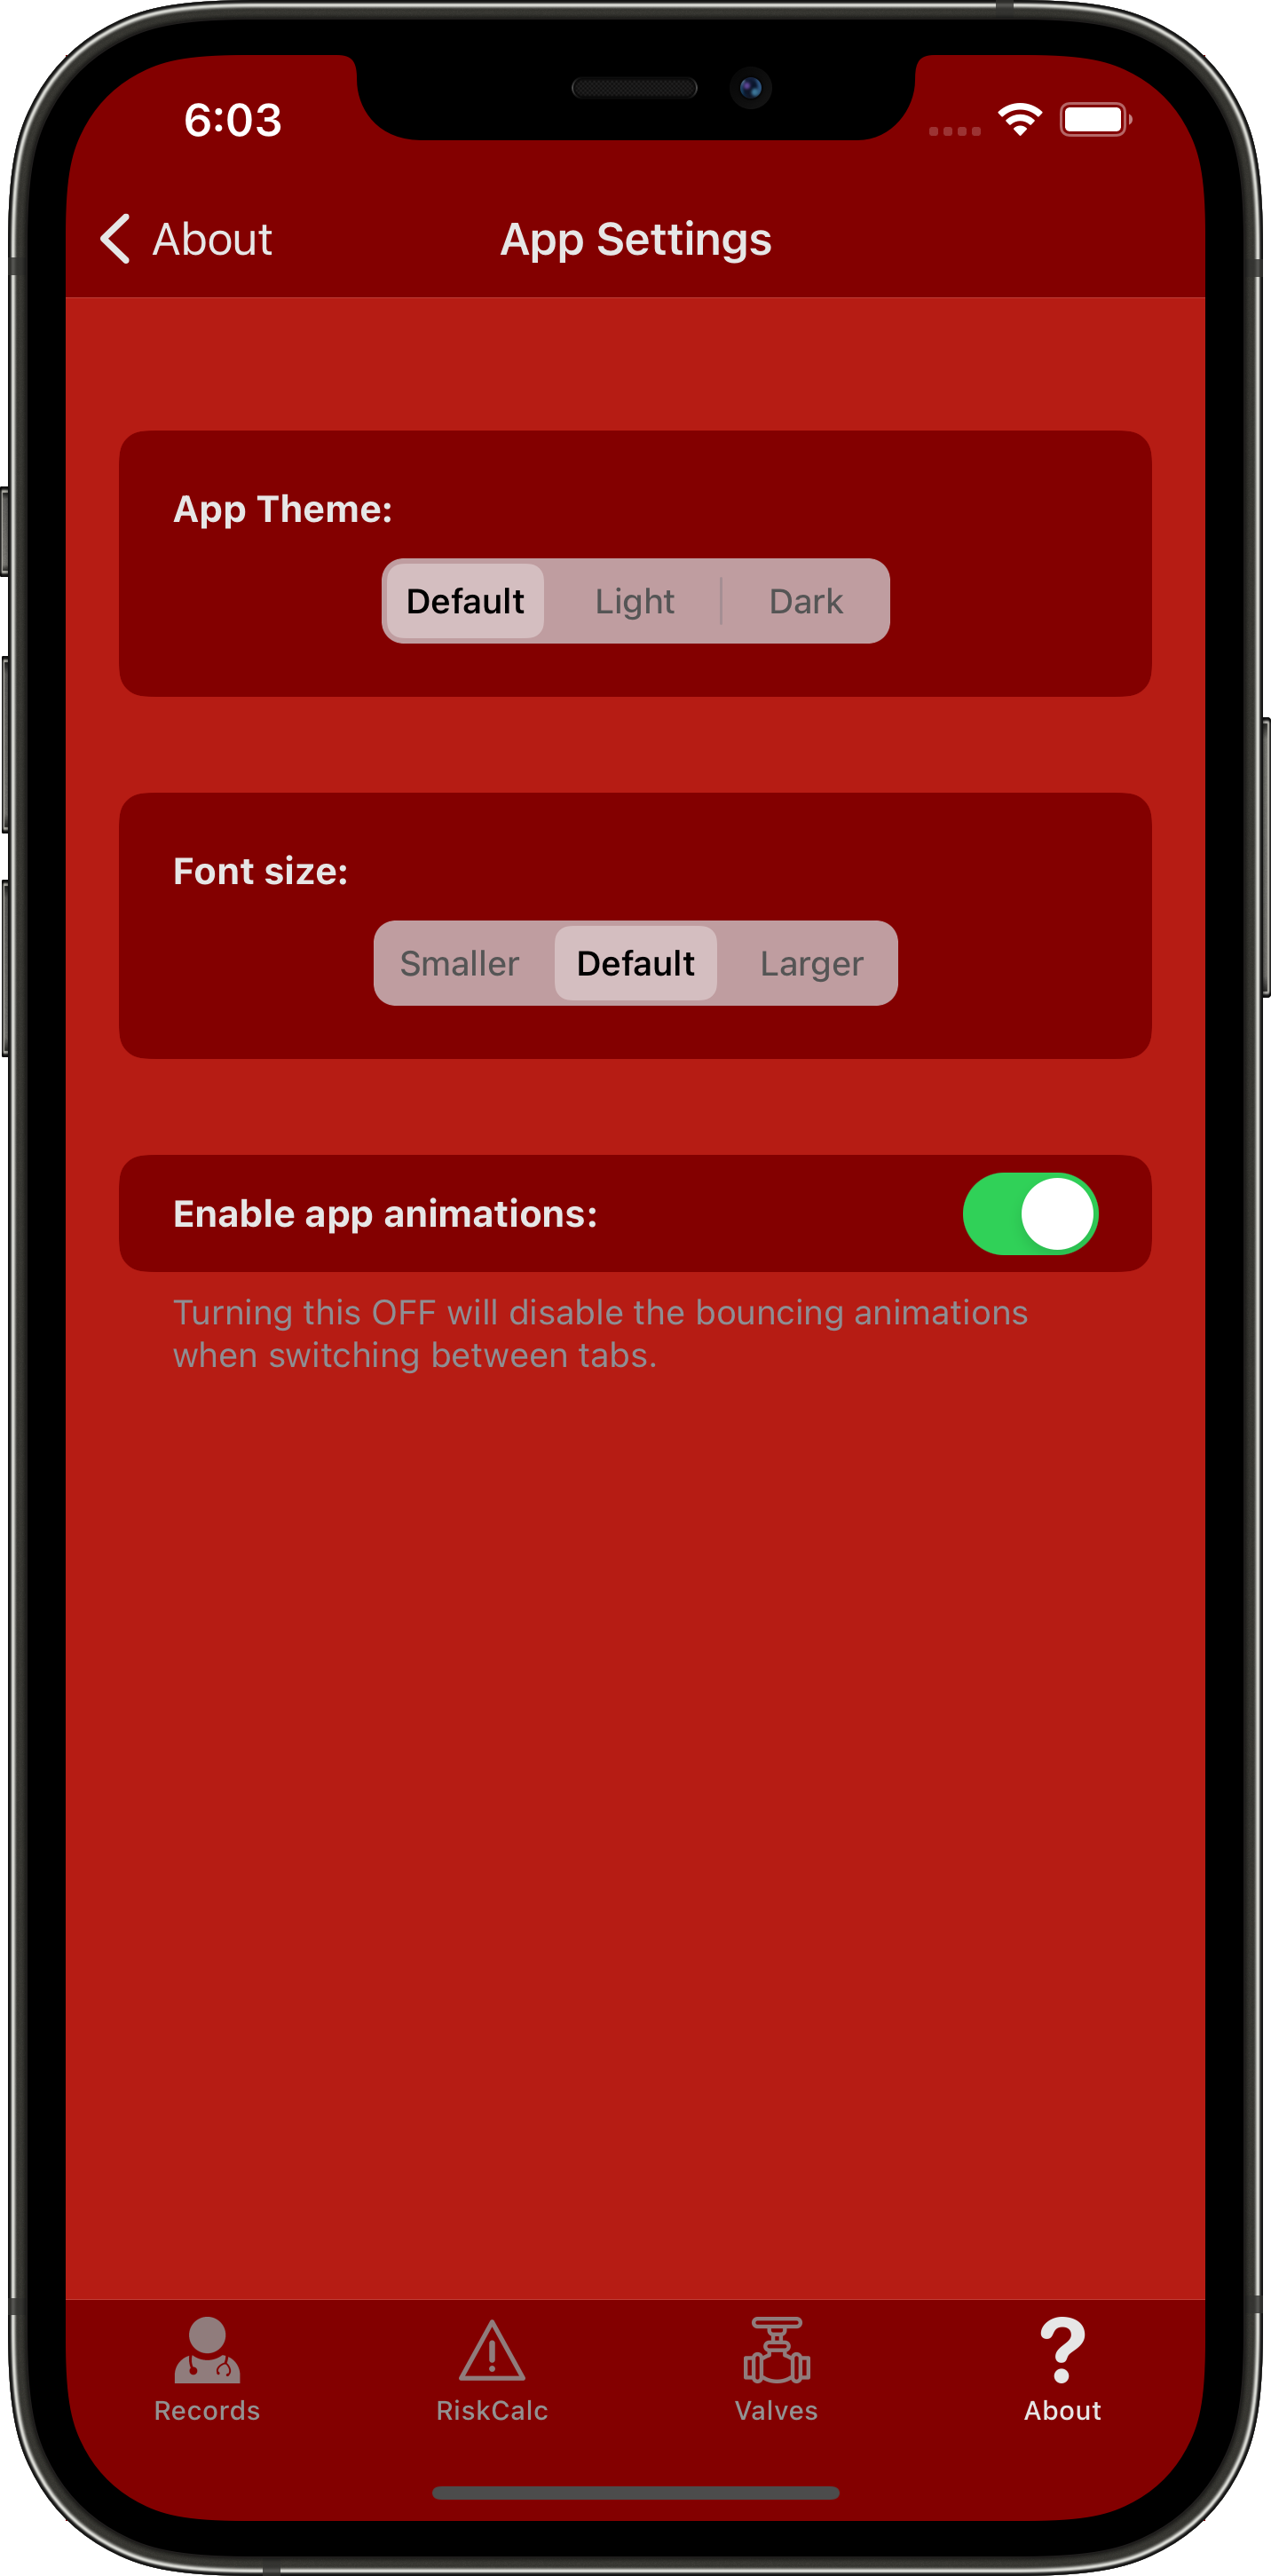 6:03
About
App Settings
App Theme:
Default Light Dark
Font size:
Smaller Default Larger
Enable app animations:
Turning this OFF will disable the bouncing animations
when switching between tabs.
Records RiskCalc Valves About